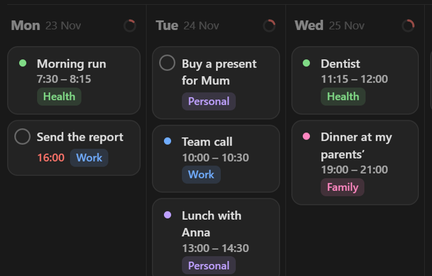 Mon 23 Nov
Morning run
7:30 – 8:15
Health
Send the report
16:00 Work
Tue 24 Nov
Buy a present
for Mum
Personal
Team call
10:00 – 10:30
Work
Lunch with
Anna
13:00 – 14:30
Personal
Wed 25 Nov
Dentist
11:15 – 12:00
Health
Dinner at my
parents’
19:00 – 21:00
Family